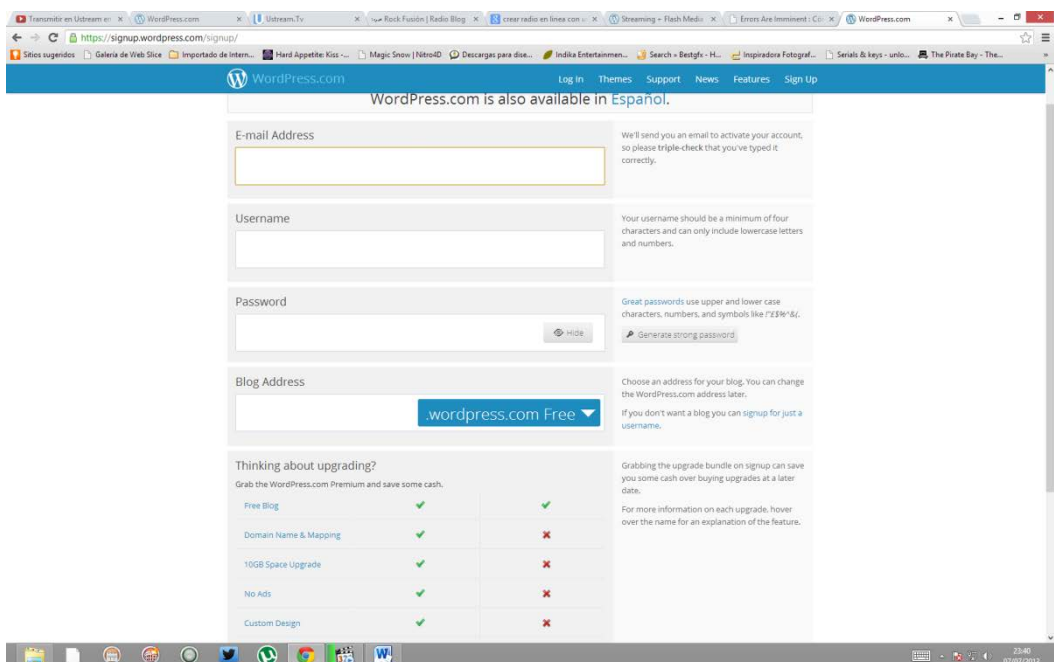 Transmitir en Ustream en
WordPress.com
Ustream.Tv
Rock Fusión | Radio Blog
crear radio en linea con
Streaming + Flash Medi
Errors Are Imminent :
WordPress.com
https://signup.wordpress.com/signup/
Sitios sugeridos
Galería de Web Slice
Importado de Intern...
Hard Appetite: Kiss -...
Magic Snow | Nitro4D
Descargas para dise...
Indika Entertainmen...
Search » Bestgfx - H...
Inspiradora Fotograf...
Serials & keys - unlo...
The Pirate Bay - The...
»
WordPress.com
Log In Themes Support News Features Sign Up
WordPress.com is also available in Español.
E-mail Address
We'll send you an email to activate your account,
so please triple-check that you've typed it
correctly.
Username
Your username should be a minimum of four
characters and can only include lowercase letters
and numbers.
Password
Hide
Great passwords use upper and lower case
characters, numbers, and symbols like !"£$%^&(.
Generate strong password
Blog Address
.wordpress.com Free
Choose an address for your blog. You can change
the WordPress.com address later.
If you don't want a blog you can signup for just a
username.
Thinking about upgrading?
Grab the WordPress.com Premium and save some cash.
Free Blog
Domain Name & Mapping
10GB Space Upgrade
No Ads
Custom Design
Grabbing the upgrade bundle on signup can save
you some cash over buying upgrades at a later
date.
For more information on each upgrade, hover
over the name for an explanation of the feature.
23:40